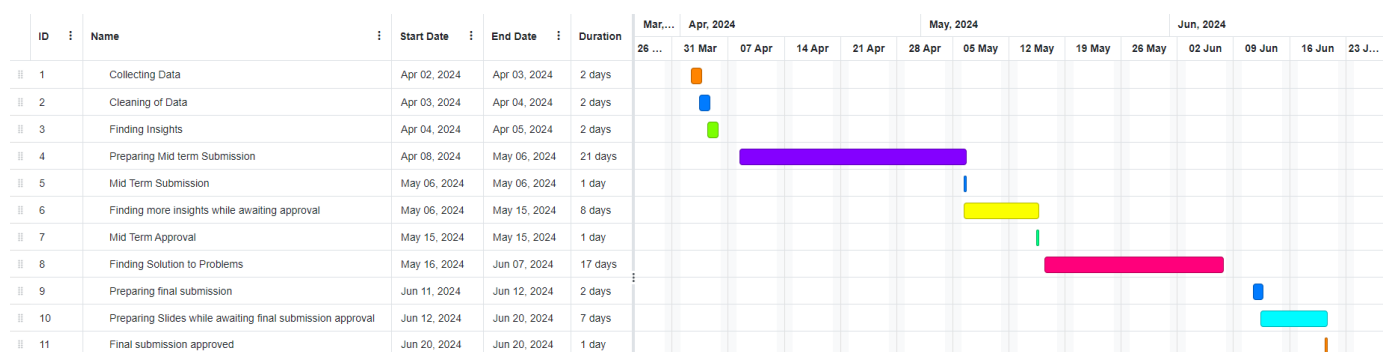 Mar,... Apr, 2024 May, 2024 Jun, 2024
ID Name Start Date End Date Duration 26 ... 31 Mar 07 Apr 14 Apr 21 Apr 28 Apr 05 May 12 May 19 May 26 May 02 Jun 09 Jun 16 Jun 23 J...
1 Collecting Data Apr 02, 2024 Apr 03, 2024 2 days
2 Cleaning of Data Apr 03, 2024 Apr 04, 2024 2 days
3 Finding Insights Apr 04, 2024 Apr 05, 2024 2 days
4 Preparing Mid term Submission Apr 08, 2024 May 06, 2024 21 days
5 Mid Term Submission May 06, 2024 May 06, 2024 1 day
6 Finding more insights while awaiting approval May 06, 2024 May 15, 2024 8 days
7 Mid Term Approval May 15, 2024 May 15, 2024 1 day
8 Finding Solution to Problems May 16, 2024 Jun 07, 2024 17 days
9 Preparing final submission Jun 11, 2024 Jun 12, 2024 2 days
10 Preparing Slides while awaiting final submission approval Jun 12, 2024 Jun 20, 2024 7 days
11 Final submission approved Jun 20, 2024 Jun 20, 2024 1 day